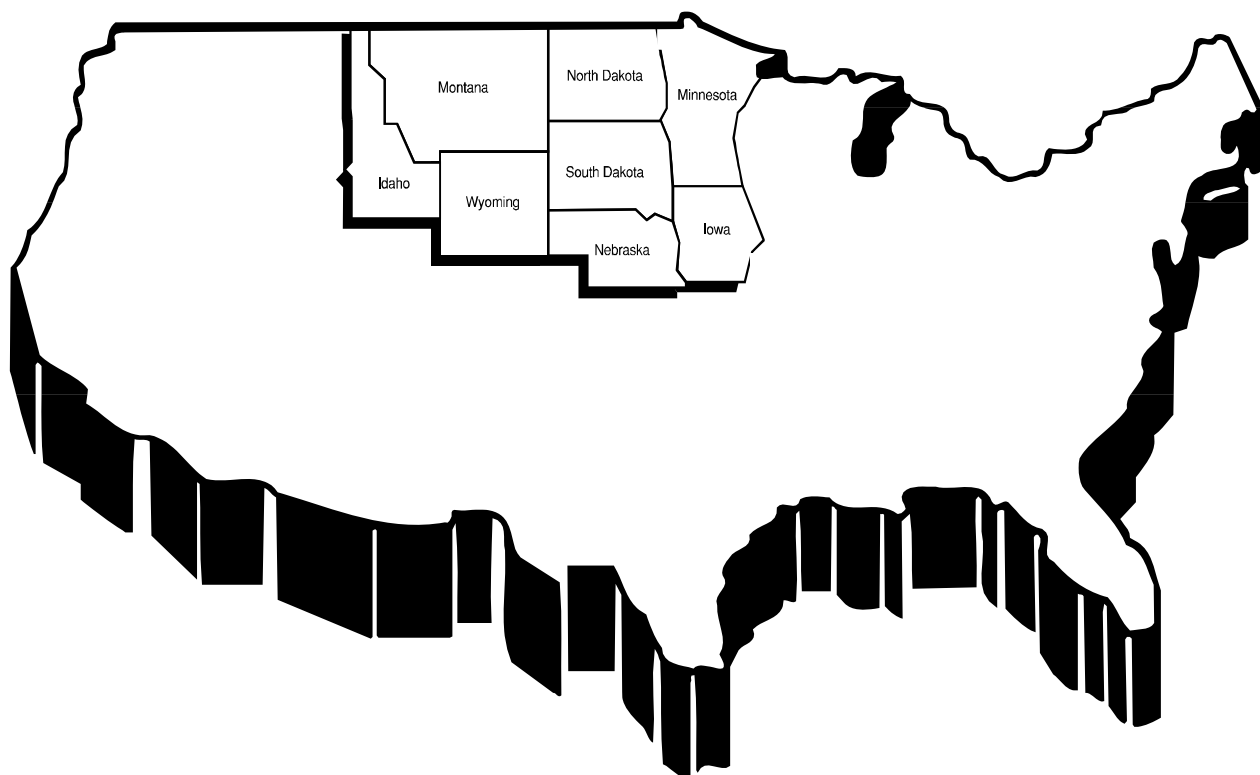 North Dakota
Montana
Minnesota
South Dakota
Idaho
Wyoming
Iowa
Nebraska